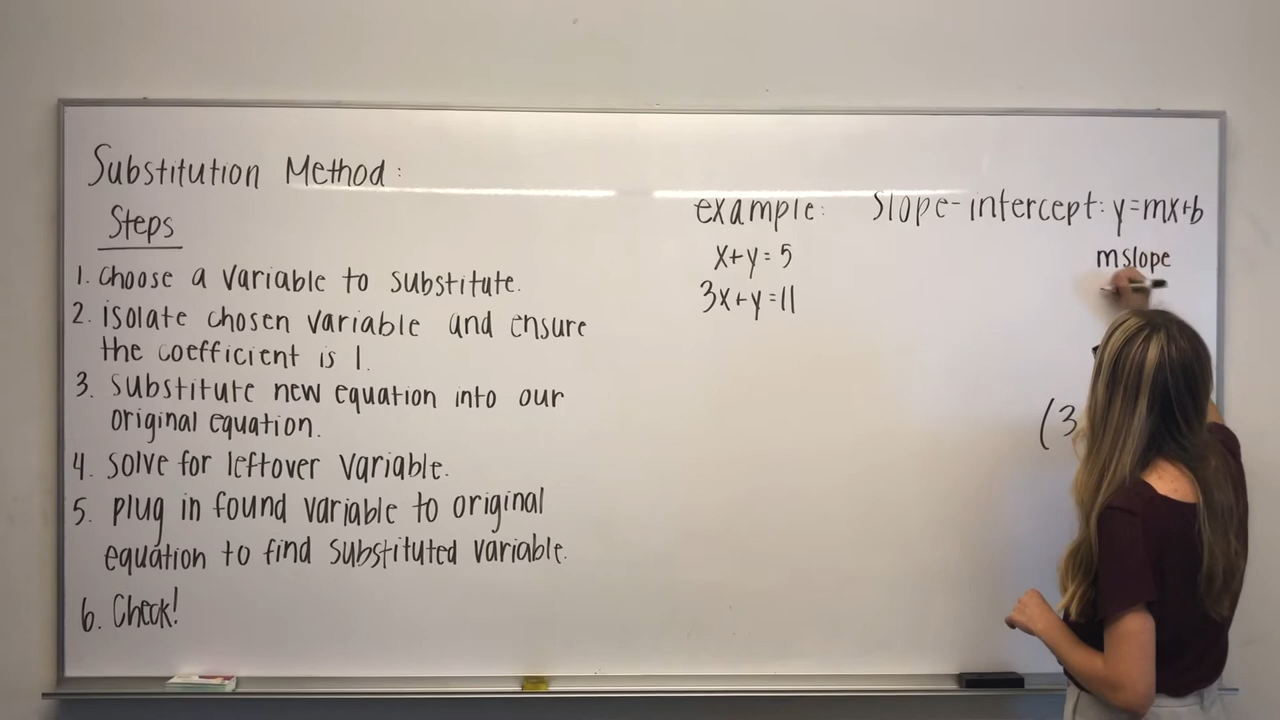 Substitution Method:
Steps
1. Choose a variable to substitute.
2. isolate chosen variable and ensure
the coefficient is 1.
3. substitute new equation into our
original equation.
4. solve for leftover variable.
5. plug in found variable to original
equation to find substituted variable.
6. Check!
example:
x+y=5
3x+y=11
Slope-intercept: y=mx+b
m slope
(3